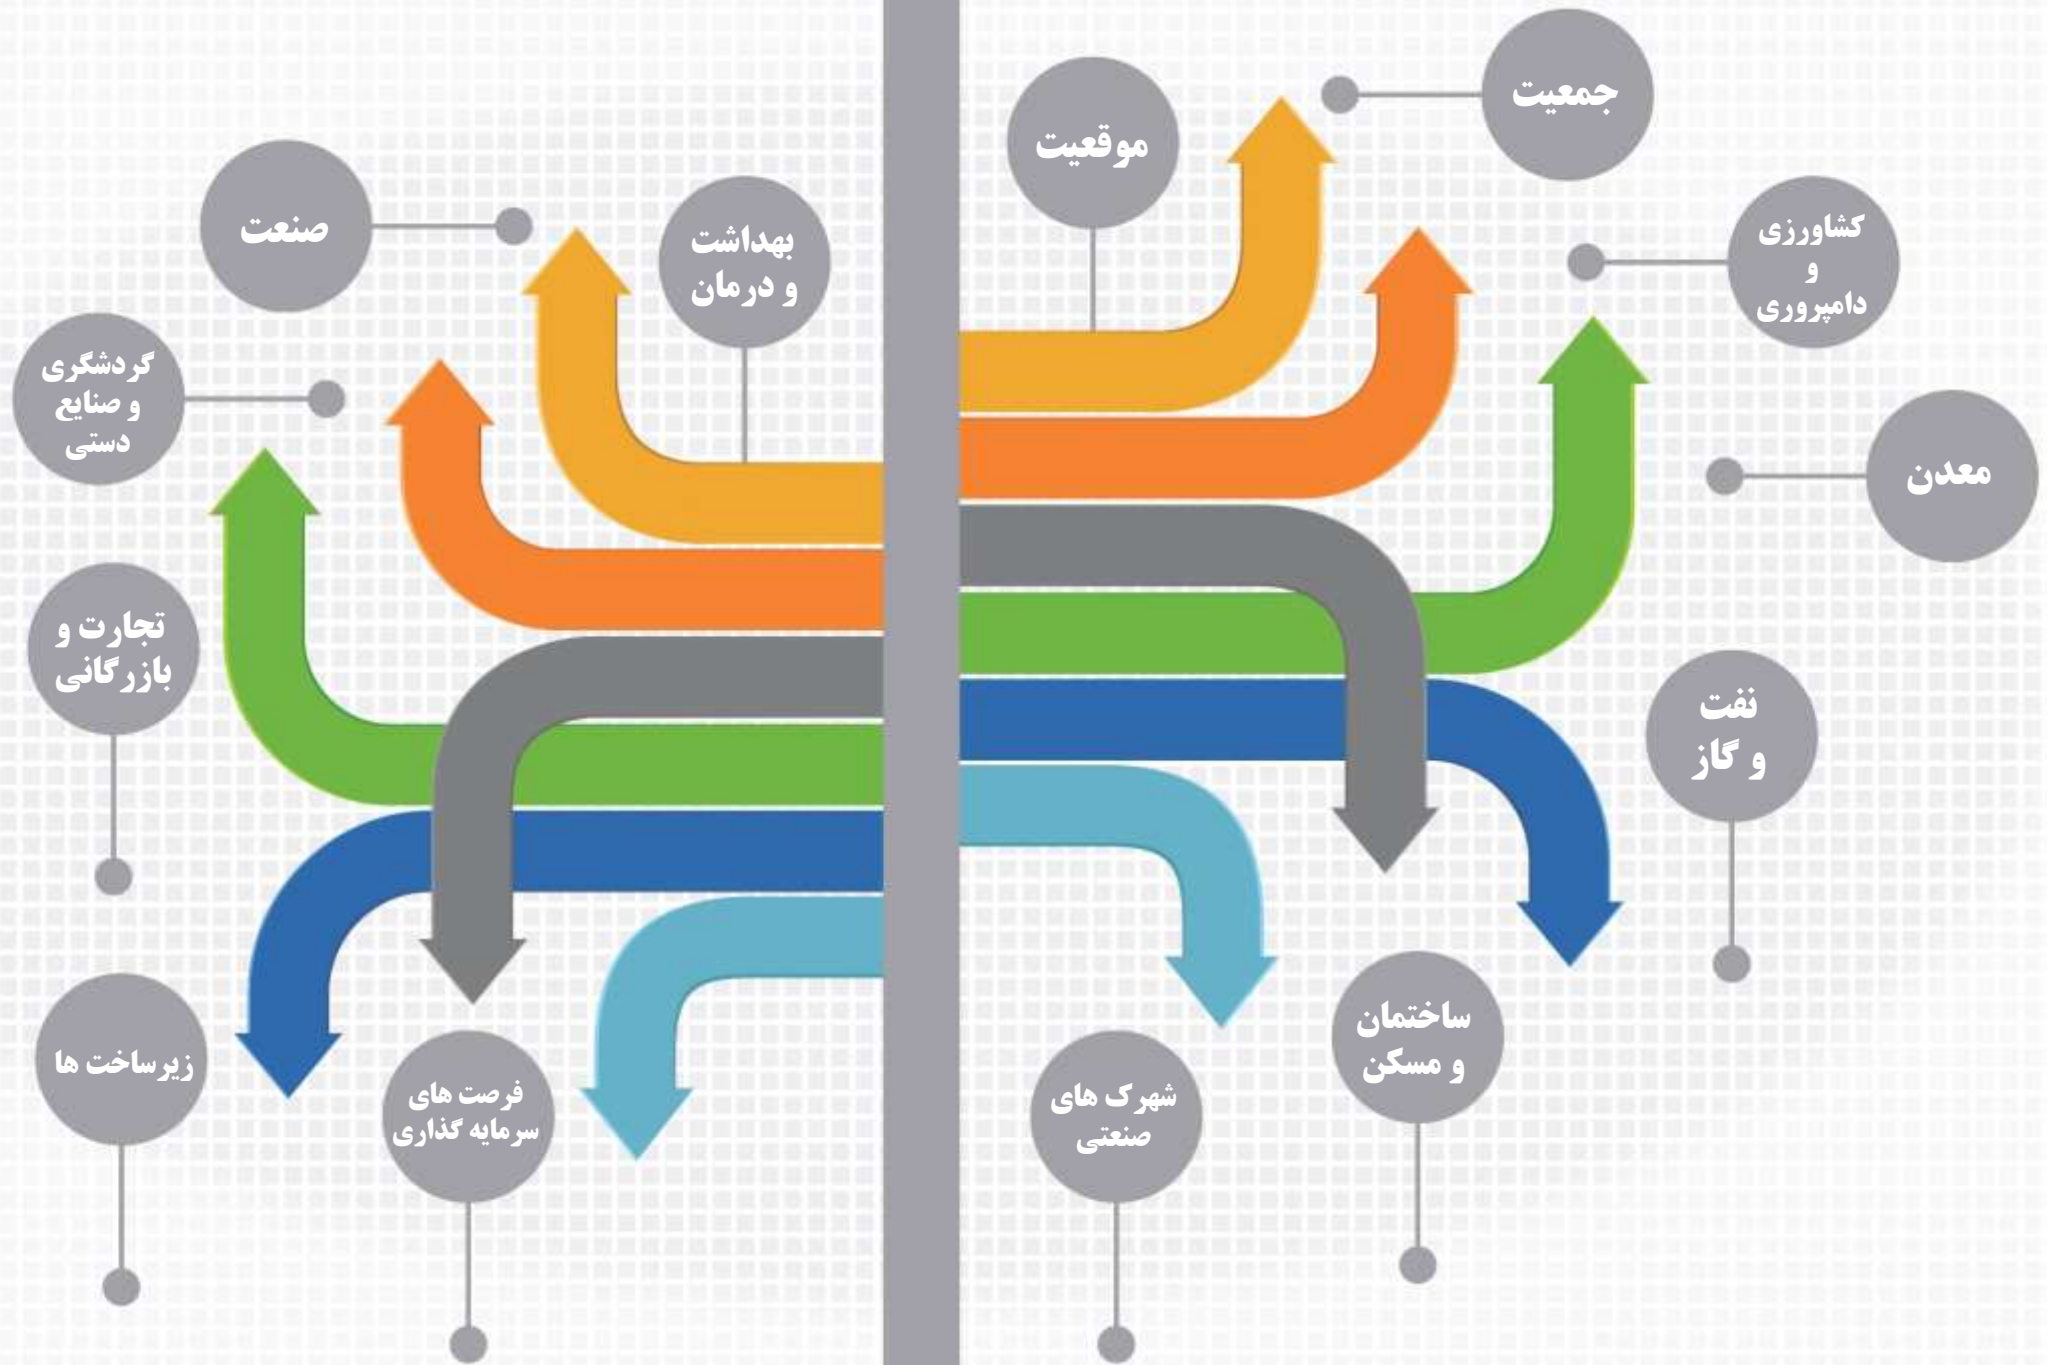 جمعیت
موقعیت
کشاورزی
و
دامپروری
معدن
نفت
و گاز
ساختمان
و مسکن
شهرک های
صنعتی
بهداشت
و درمان
صنعت
گردشگری
و صنایع
دستی
تجارت و
بازرگانی
زیرساخت ها
فرصت های
سرمایه گذاری